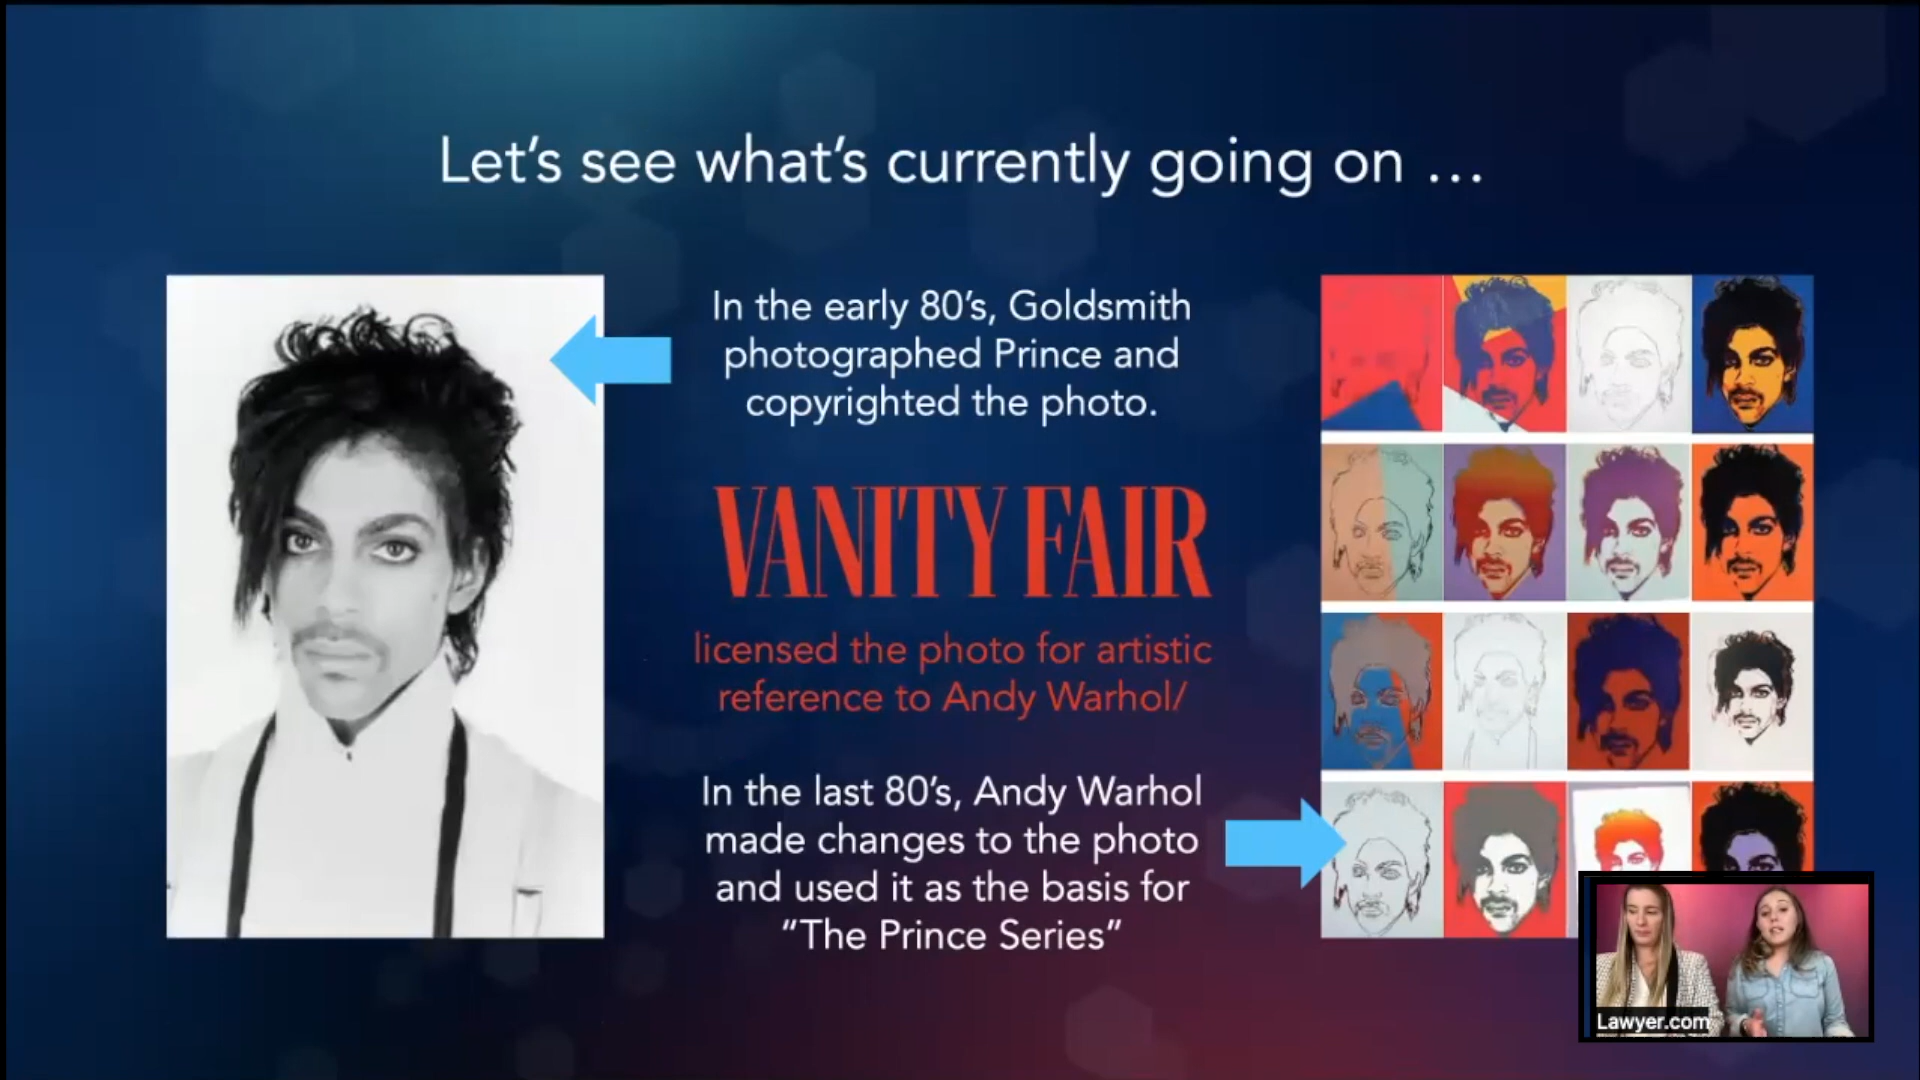 Let’s see what’s currently going on …
In the early 80’s, Goldsmith
photographed Prince and
copyrighted the photo.
VANITY FAIR
licensed the photo for artistic
reference to Andy Warhol/
In the last 80’s, Andy Warhol
made changes to the photo
and used it as the basis for
“The Prince Series”
Lawyer.com